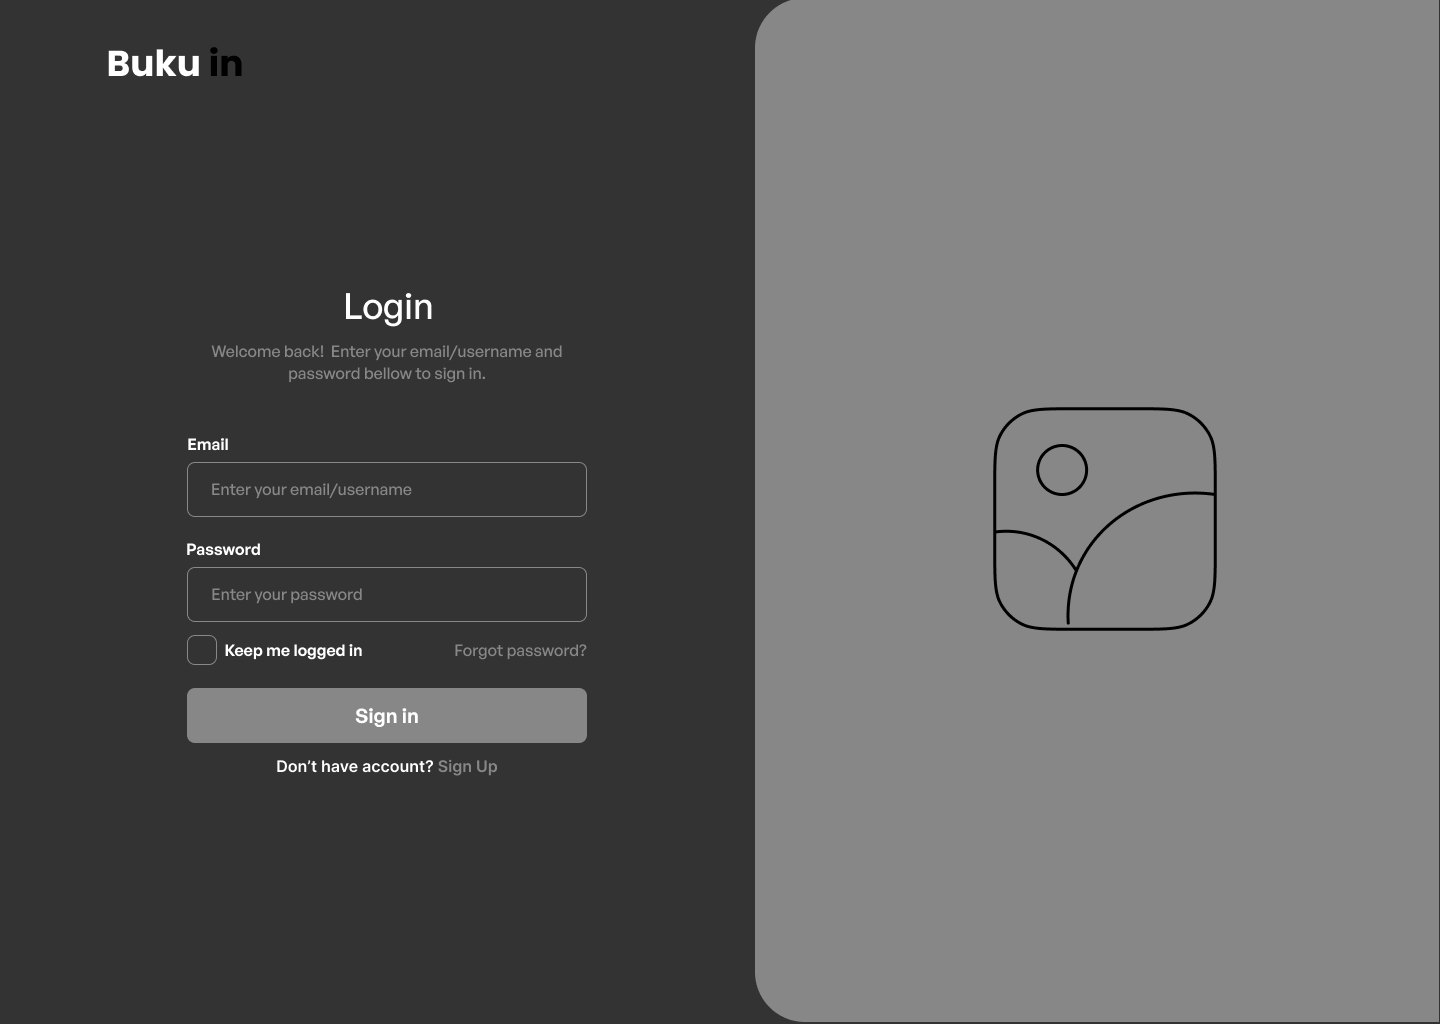 Buku in
Login
Welcome back!  Enter your email/username and
password bellow to sign in.
Email
Enter your email/username
Password
Enter your password
Keep me logged in
Forgot password?
Sign in
Don't have account? Sign Up